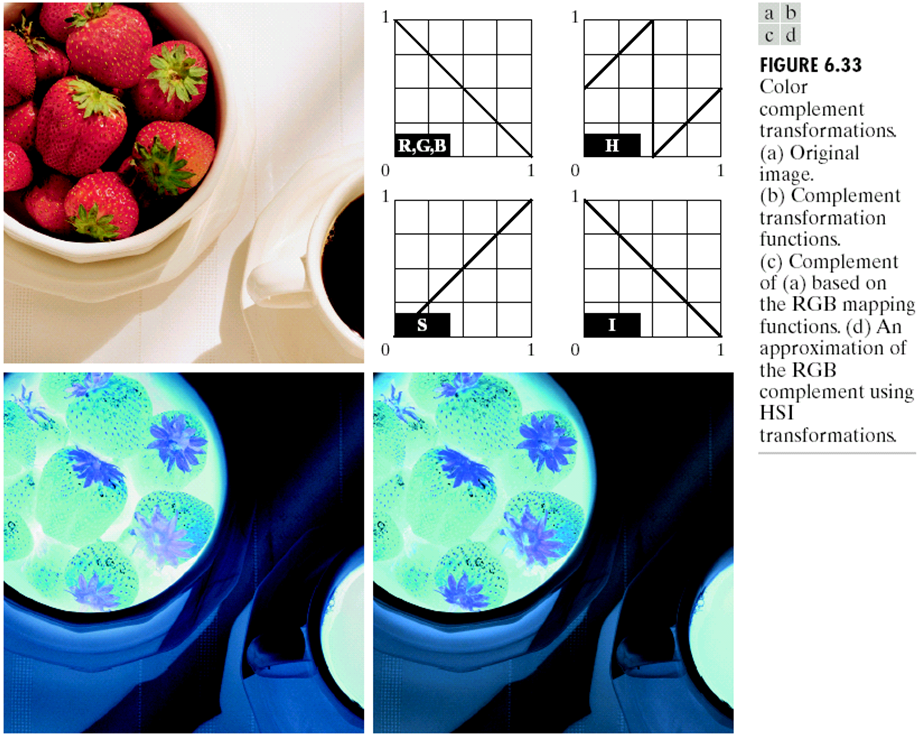 1
R,G,B
0
1
1
H
0
1
1
S
0
1
1
I
0
1
a b
c d
FIGURE 6.33
Color
complement
transformations.
(a) Original
image.
(b) Complement
transformation
functions.
(c) Complement
of (a) based on
the RGB mapping
functions. (d) An
approximation of
the RGB
complement using
HSI
transformations.